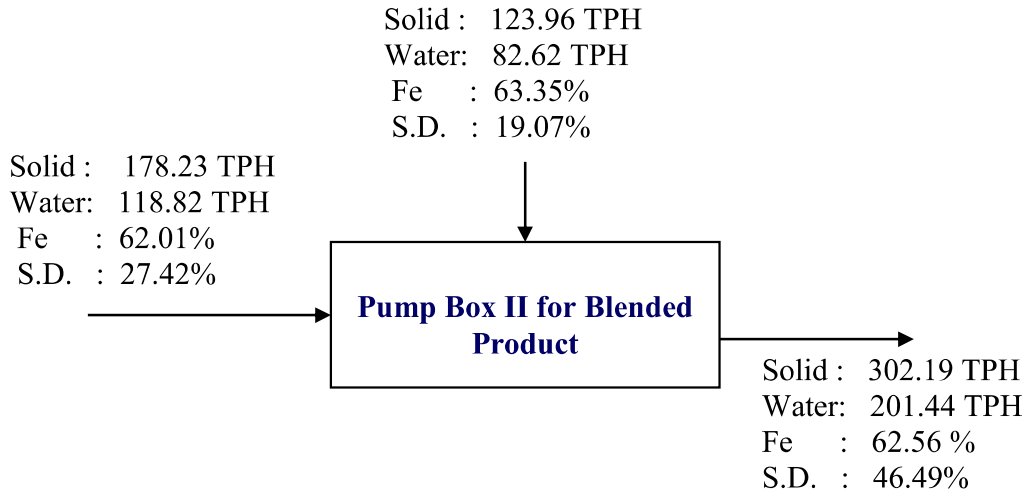 Solid : 123.96 TPH
Water: 82.62 TPH
Fe : 63.35%
S.D. : 19.07%
Solid : 178.23 TPH
Water: 118.82 TPH
Fe : 62.01%
S.D. : 27.42%
Pump Box II for Blended
Product
Solid : 302.19 TPH
Water: 201.44 TPH
Fe : 62.56 %
S.D. : 46.49%